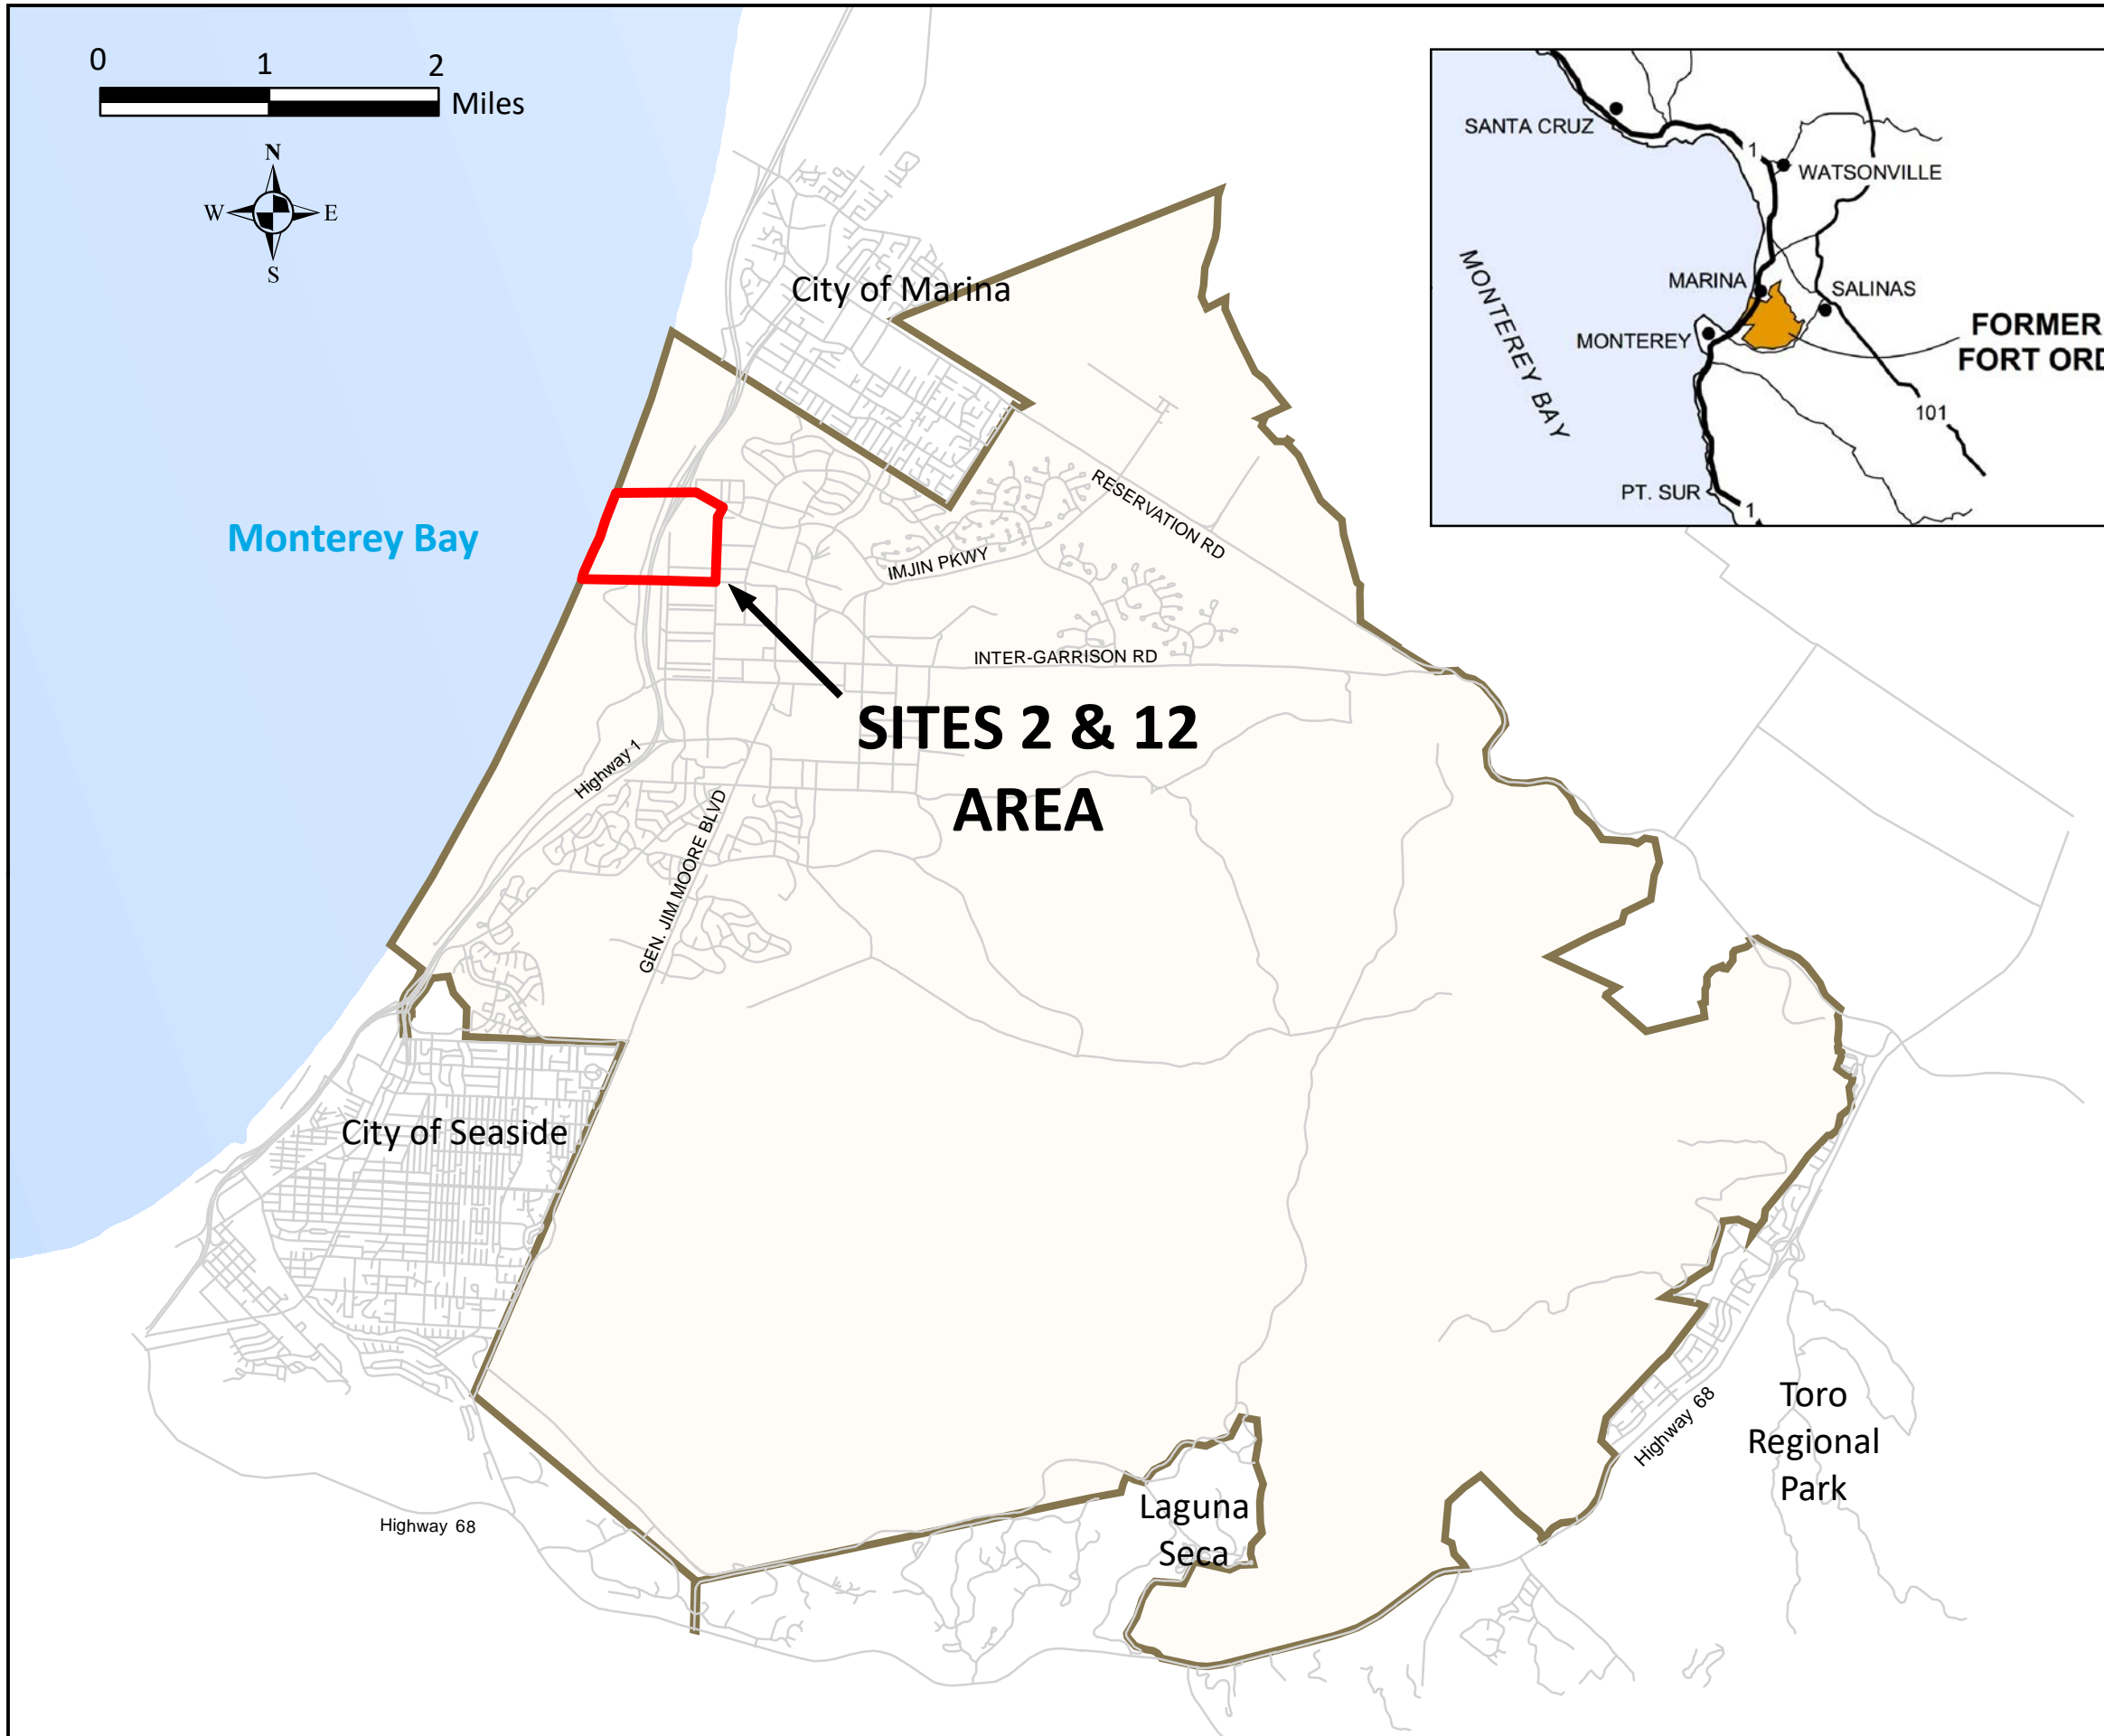 0 1 2
Miles
N
W E
S
SANTA CRUZ
1
WATSONVILLE
MONTEREY BAY
MARINA
SALINAS
MONTEREY
FORMER
FORT ORD
101
PT. SUR
1
City of Marina
Monterey Bay
RESERVATION RD
IMJIN PKWY
INTER-GARRISON RD
SITES 2 & 12
AREA
Highway 1
GEN. JIM MOORE BLVD
City of Seaside
Toro
Regional
Park
Highway 68
Laguna
Seca
Highway 68